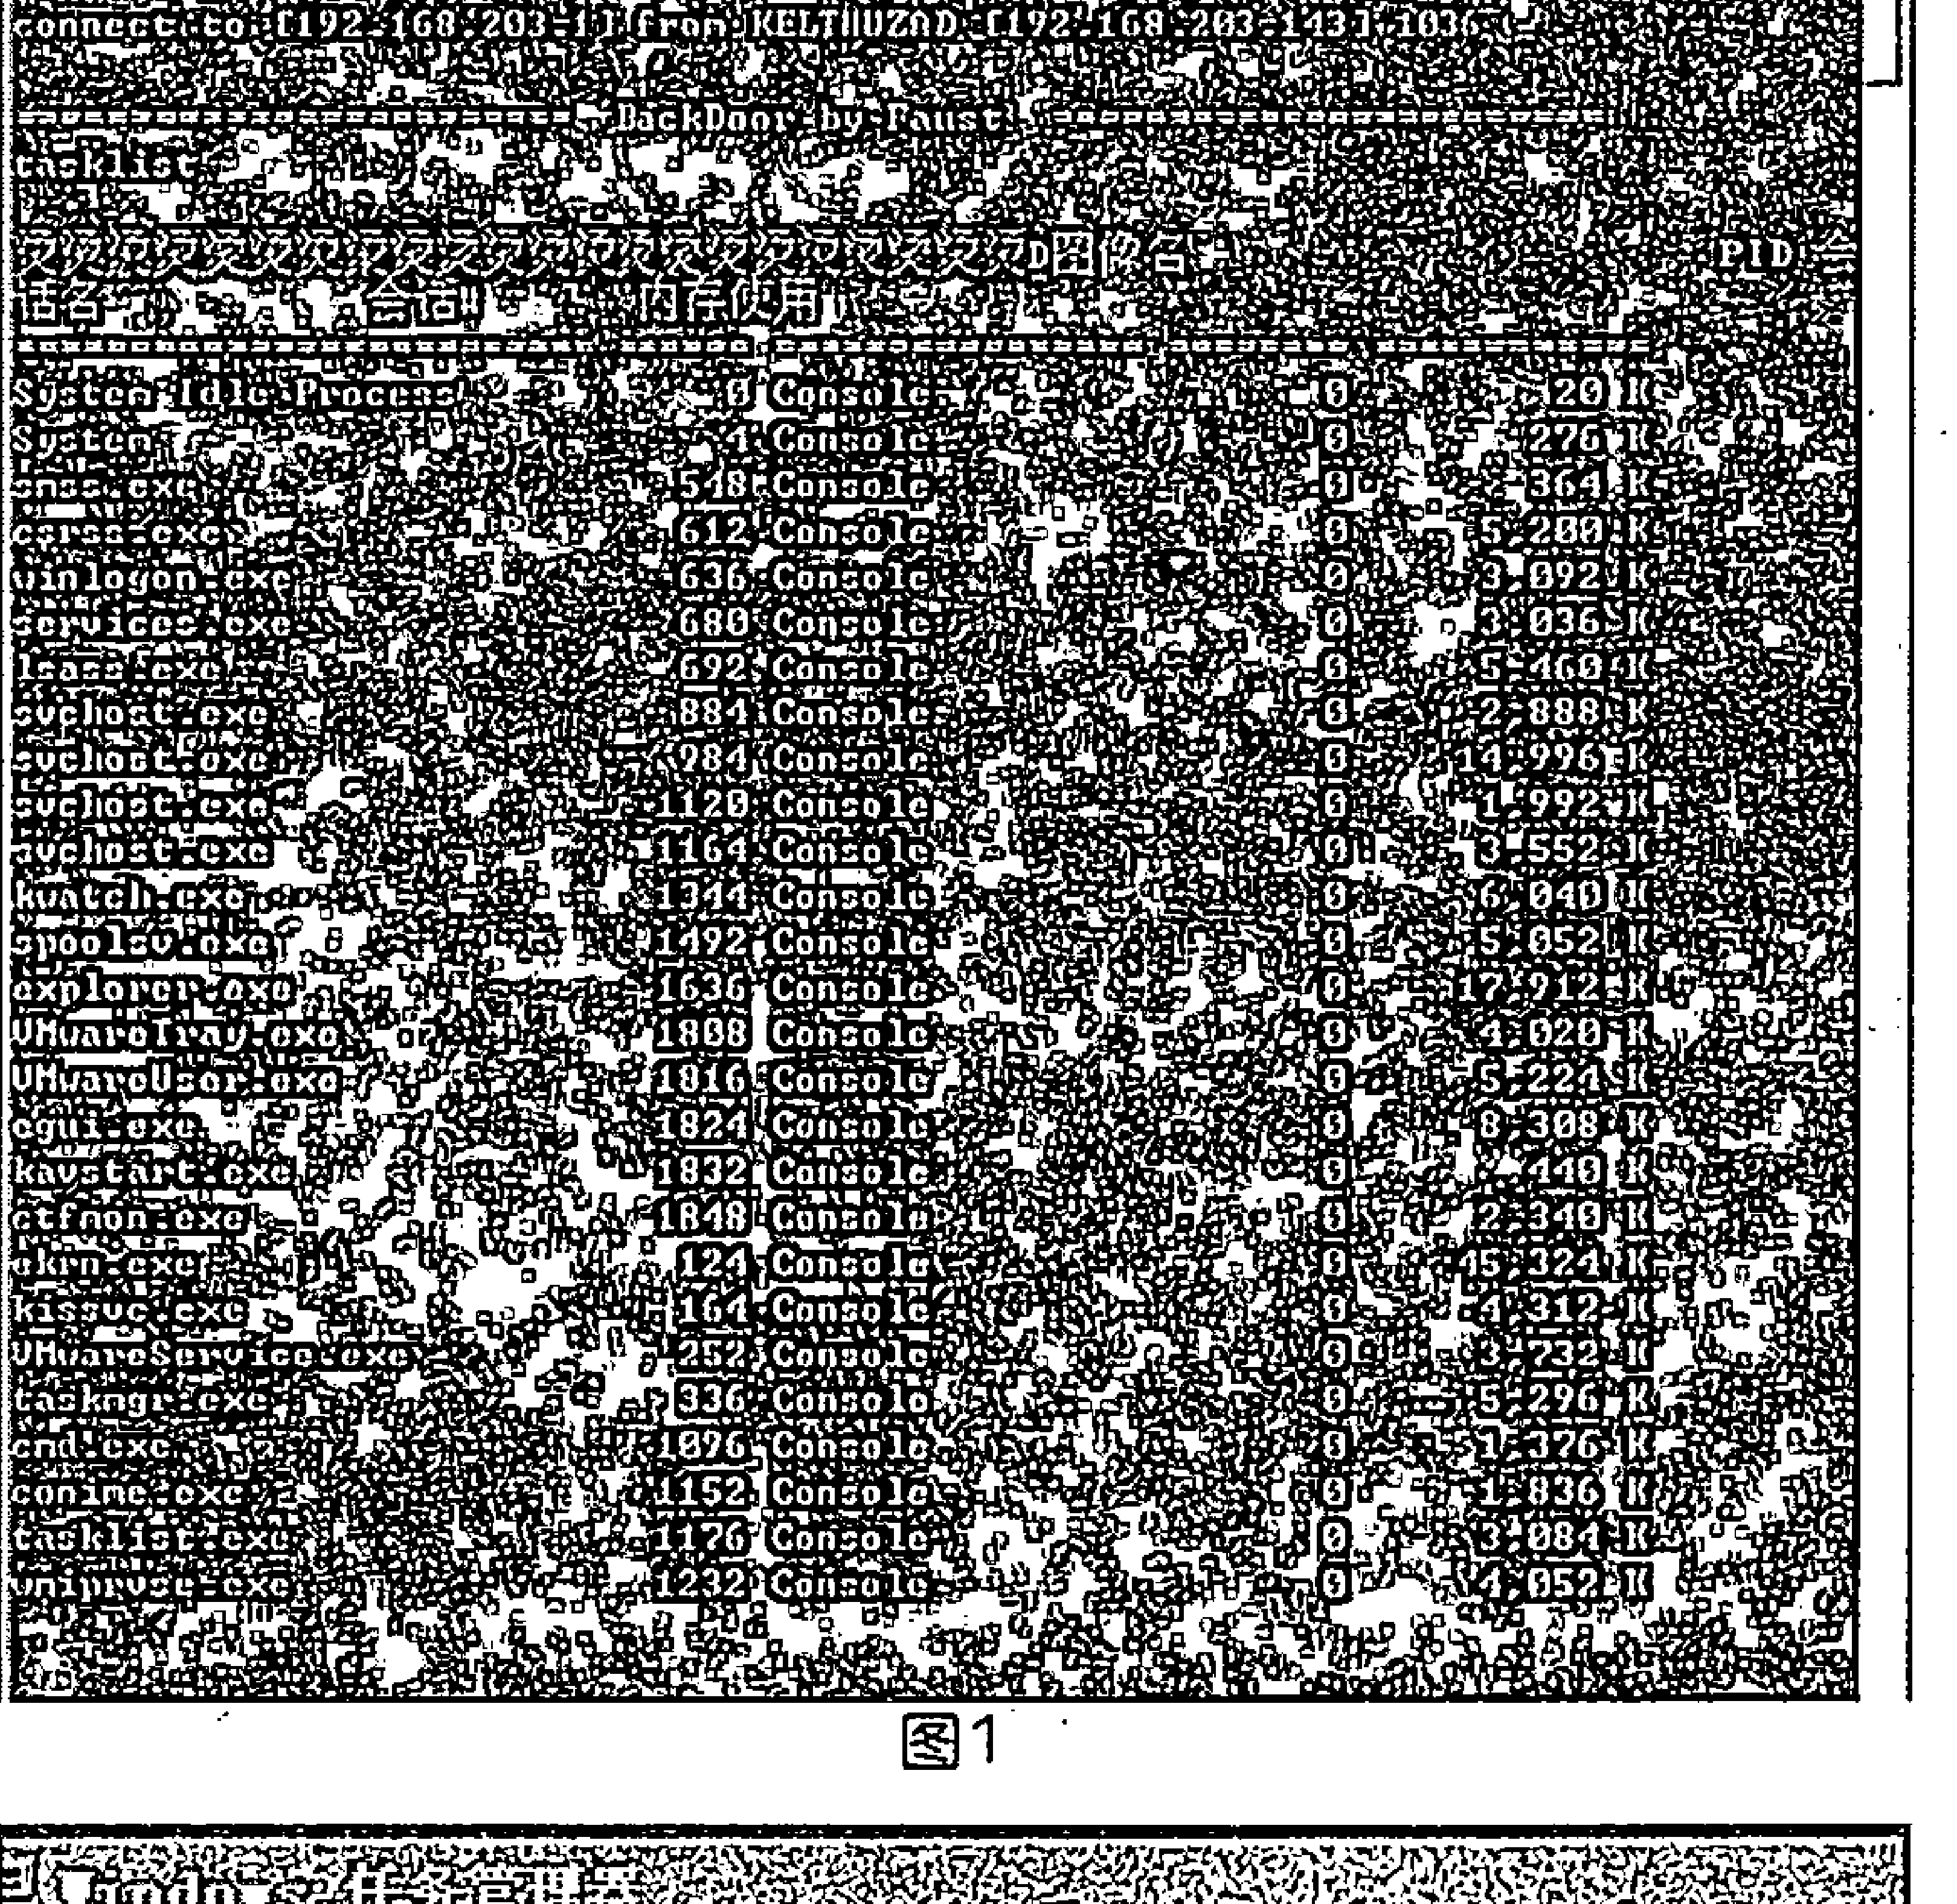 connect to [192.168.203.1] from KELTHUZAD [192.168.203.143] 1036
============================ BackDoor by Faust ============================
tasklist
D图像名 PID 会
话名 会话# 内存使用
========================= ====== ================ ======== ============
System Idle Process 0 Console 0 20 K
System 4 Console 0 276 K
smss.exe 548 Console 0 364 K
csrss.exe 612 Console 0 5,200 K
winlogon.exe 636 Console 0 3,092 K
services.exe 680 Console 0 3,036 K
lsass.exe 692 Console 0 5,460 K
svchost.exe 884 Console 0 2,888 K
svchost.exe 984 Console 0 14,996 K
svchost.exe 1120 Console 0 1,992 K
svchost.exe 1164 Console 0 3,552 K
kwatch.exe 1344 Console 0 6,040 K
spoolsv.exe 1492 Console 0 5,052 K
explorer.exe 1636 Console 0 17,912 K
VMwareTray.exe 1808 Console 0 4,020 K
VMwareUser.exe 1816 Console 0 5,224 K
egui.exe 1824 Console 0 8,308 K
kavstart.exe 1832 Console 0 440 K
ctfmon.exe 1848 Console 0 2,340 K
ekrn.exe 124 Console 0 45,324 K
kissvc.exe 164 Console 0 4,312 K
VMwareService.exe 252 Console 0 3,232 K
taskmgr.exe 336 Console 0 5,296 K
cmd.exe 1096 Console 0 1,326 K
conime.exe 1152 Console 0 1,836 K
tasklist.exe 1176 Console 0 3,084 K
wmiprvse.exe 1232 Console 0 4,052 K
图1
Windows 任务管理器